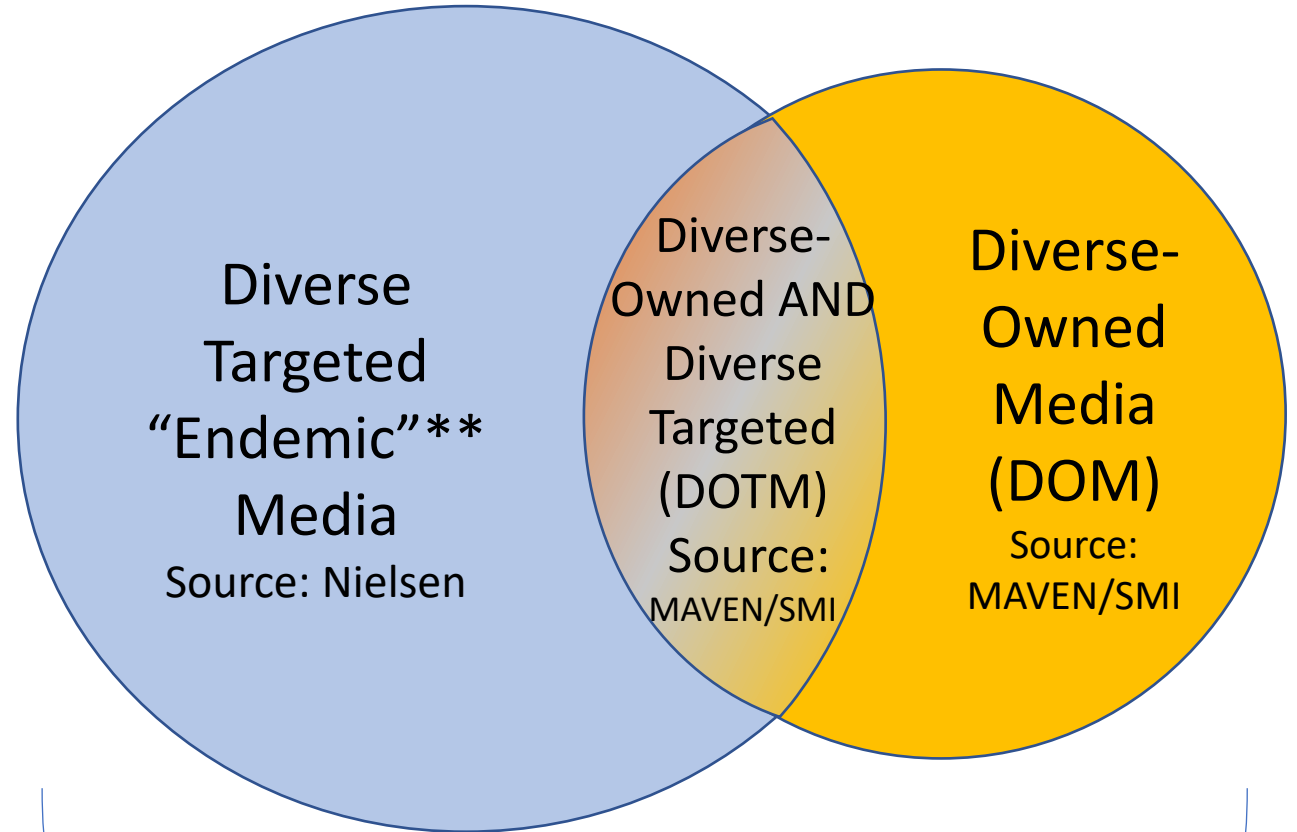 Diverse
Targeted
“Endemic”**
Media
Source: Nielsen
Diverse-
Owned AND
Diverse
Targeted
(DOTM)
Source:
MAVEN/SMI
Diverse-
Owned
Media
(DOM)
Source:
MAVEN/SMI